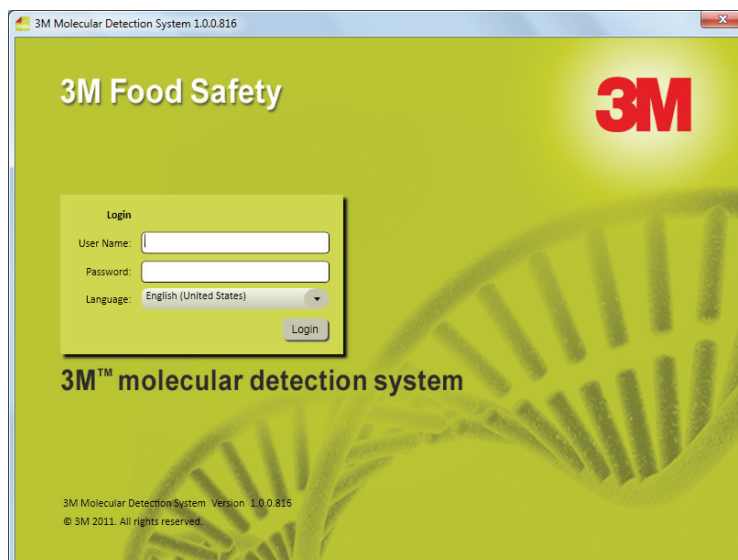 3M Molecular Detection System 1.0.0.816
3M Food Safety
3M
Login
User Name:
Password:
Language: English (United States)
Login
3M™ molecular detection system
3M Molecular Detection System Version 1.0.0.816
© 3M 2011. All rights reserved.